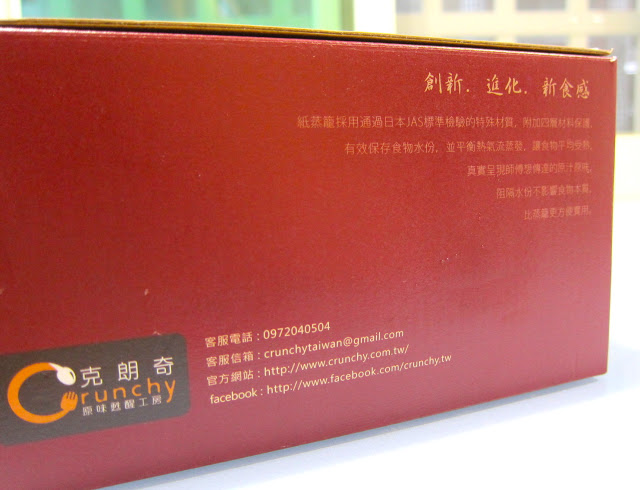 創新．進化．新食感
紙蒸籠採用通過日本JAS標準檢驗的特殊材質，附加四層材料保護，
有效保存食物水份，並平衡熱氣流蒸發，讓食物平均受熱，
真實呈現師傅想傳達的原汁原味。
阻隔水份不影響食物本質，
比蒸籠更方便實用。
客服電話：0972040504
客服信箱：crunchytaiwan@gmail.com
官方網站：http://www.crunchy.com.tw/
facebook：http://www.facebook.com/crunchy.tw
克朗奇
Crunchy
原味甦醒工房